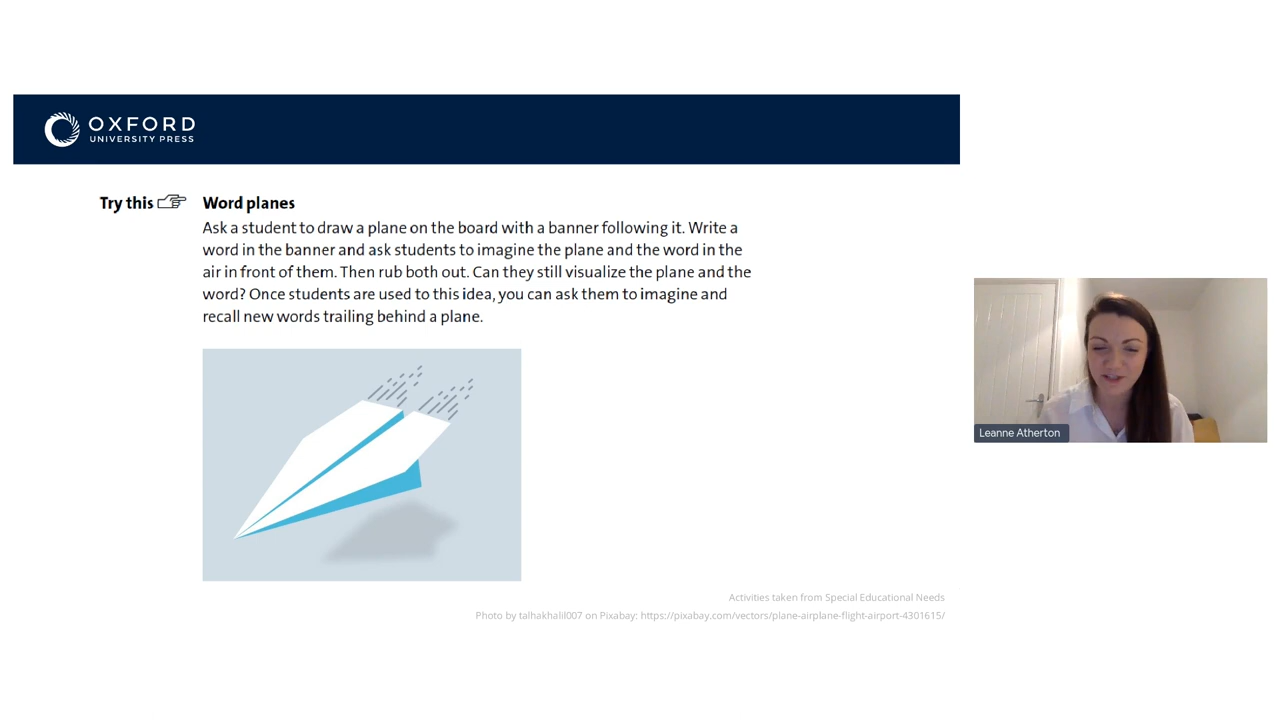 OXFORD
UNIVERSITY PRESS
Try this
Word planes
Ask a student to draw a plane on the board with a banner following it. Write a
word in the banner and ask students to imagine the plane and the word in the
air in front of them. Then rub both out. Can they still visualize the plane and the
word? Once students are used to this idea, you can ask them to imagine and
recall new words trailing behind a plane.
Leanne Atherton
Activities taken from Special Educational Needs
Photo by talhakhalil007 on Pixabay: https://pixabay.com/vectors/plane-airplane-flight-airport-4301615/